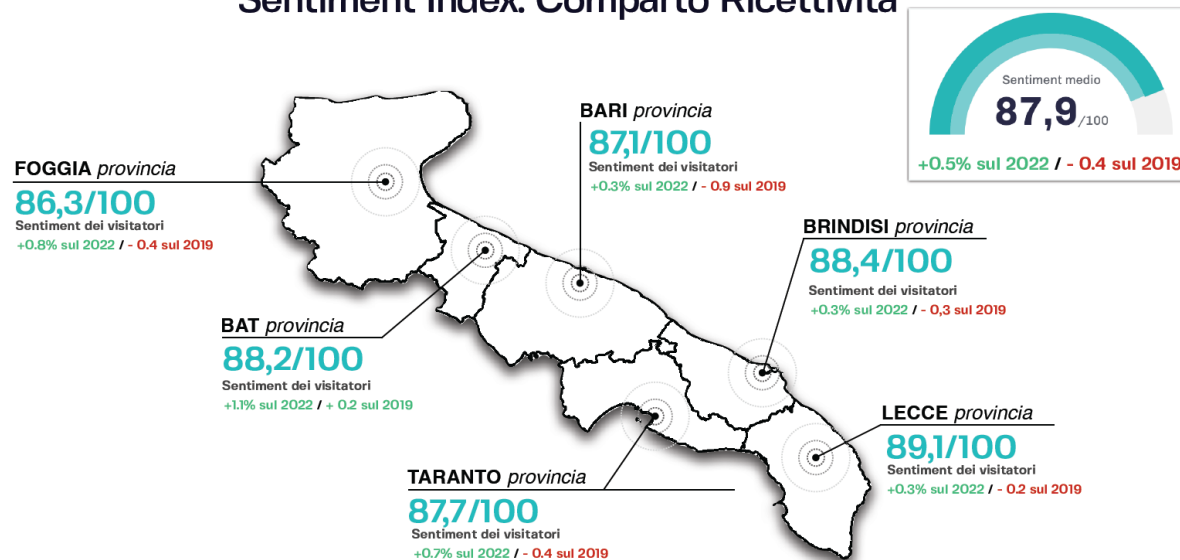 Sentiment Index: Comparto Ricettività
Sentiment medio
87,9/100
+0.5% sul 2022 / - 0.4 sul 2019
BARI provincia
87,1/100
Sentiment dei visitatori
+0.3% sul 2022 / - 0.9 sul 2019
FOGGIA provincia
86,3/100
Sentiment dei visitatori
+0.8% sul 2022 / - 0.4 sul 2019
BRINDISI provincia
88,4/100
Sentiment dei visitatori
+0.3% sul 2022 / - 0,3 sul 2019
BAT provincia
88,2/100
Sentiment dei visitatori
+1.1% sul 2022 / + 0.2 sul 2019
LECCE provincia
89,1/100
Sentiment dei visitatori
+0.3% sul 2022 / - 0.2 sul 2019
TARANTO provincia
87,7/100
Sentiment dei visitatori
+0.7% sul 2022 / - 0.4 sul 2019